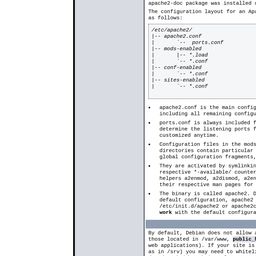 apache2-doc package was installed
The configuration layout for an Ap
as follows:
/etc/apache2/
|-- apache2.conf
| `-- ports.conf
|-- mods-enabled
| |-- *.load
| `-- *.conf
|-- conf-enabled
| `-- *.conf
|-- sites-enabled
| `-- *.conf
• apache2.conf is the main config
including all remaining configu
• ports.conf is always included f
determine the listening ports f
customized anytime.
• Configuration files in the mods
directories contain particular
global configuration fragments,
• They are activated by symlinkin
respective *-available/ counter
helpers a2enmod, a2dismod, a2en
their respective man pages for
• The binary is called apache2. D
default configuration, apache2
/etc/init.d/apache2 or apache2c
work with the default configura
By default, Debian does not allow
those located in /var/www, public_h
web applications). If your site is
as in /srv) you may need to whiteli